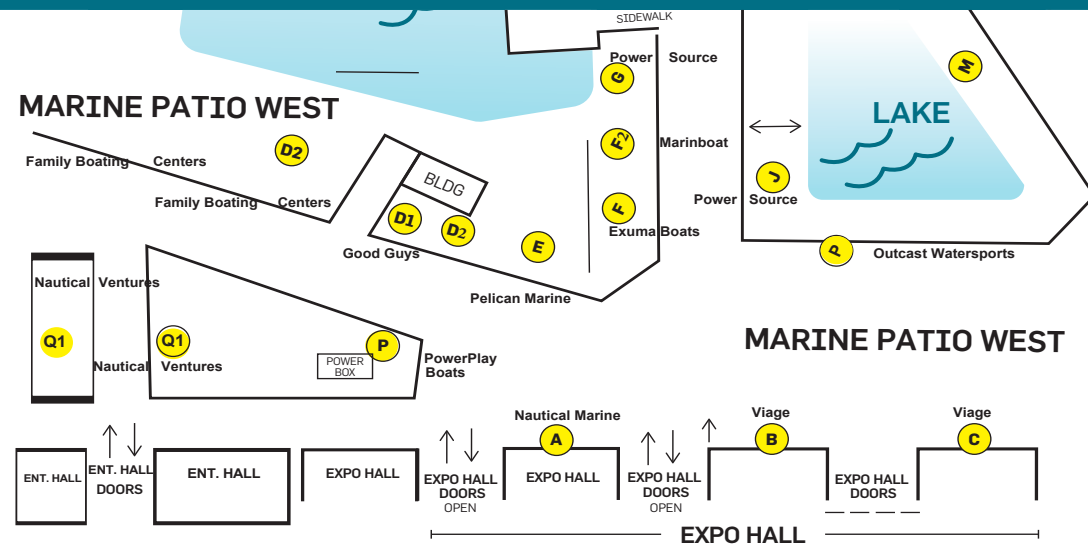 SIDEWALK
Power Source
G
M
MARINE PATIO WEST
LAKE
D2
F2
Marinboat
Family Boating Centers
BLDG
J
Family Boating Centers
Power Source
D1
D2
F
Exuma Boats
E
Good Guys
P
Outcast Watersports
Nautical Ventures
Pelican Marine
Q1
Q1
P
MARINE PATIO WEST
POWER
BOX
PowerPlay
Boats
Nautical Ventures
Nautical Marine
Viage
Viage
A
B
C
ENT. HALL
ENT. HALL
DOORS
ENT. HALL
EXPO HALL
EXPO HALL
DOORS
OPEN
EXPO HALL
EXPO HALL
DOORS
OPEN
EXPO HALL
DOORS
EXPO HALL